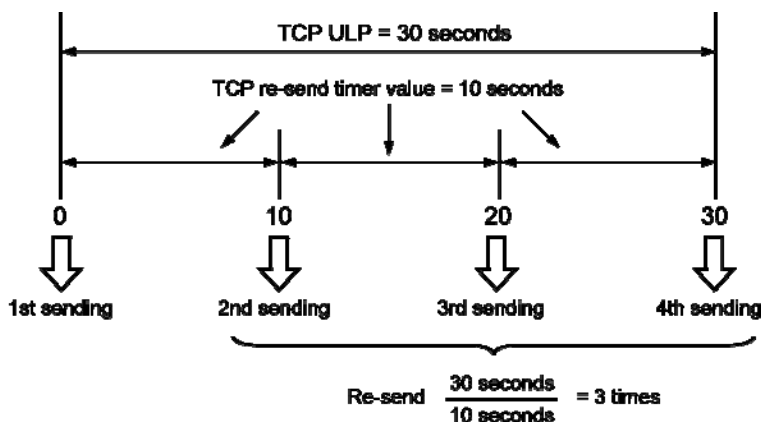 TCP ULP = 30 seconds
TCP re-send timer value = 10 seconds
0 10 20 30
1st sending 2nd sending 3rd sending 4th sending
Re-send 30 seconds / 10 seconds = 3 times